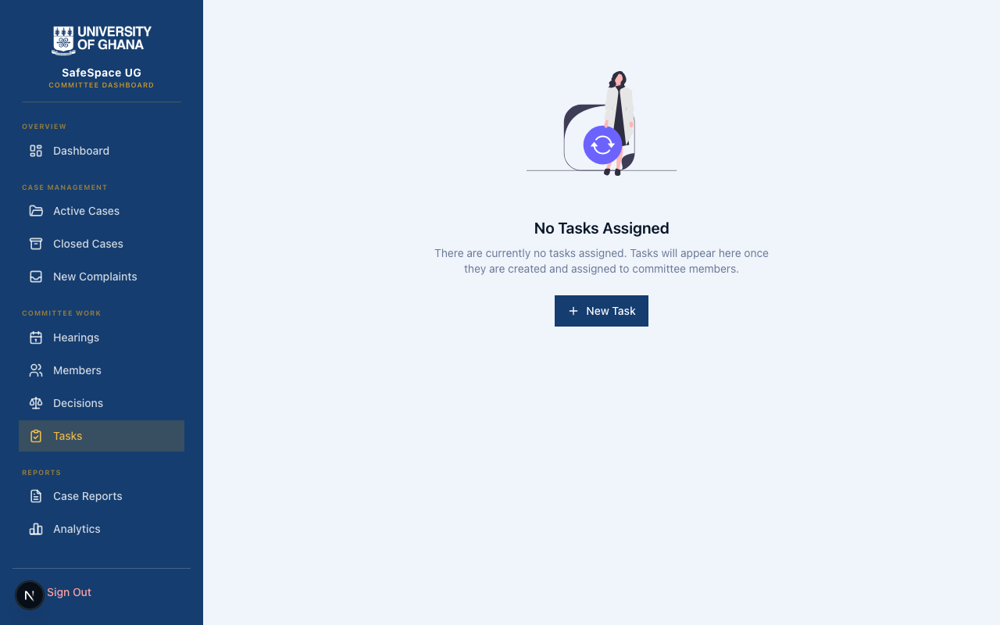 UNIVERSITY
OF GHANA
SafeSpace UG
COMMITTEE DASHBOARD
OVERVIEW
Dashboard
CASE MANAGEMENT
Active Cases
Closed Cases
New Complaints
COMMITTEE WORK
Hearings
Members
Decisions
Tasks
REPORTS
Case Reports
Analytics
N
Sign Out
No Tasks Assigned
There are currently no tasks assigned. Tasks will appear here once
they are created and assigned to committee members.
New Task